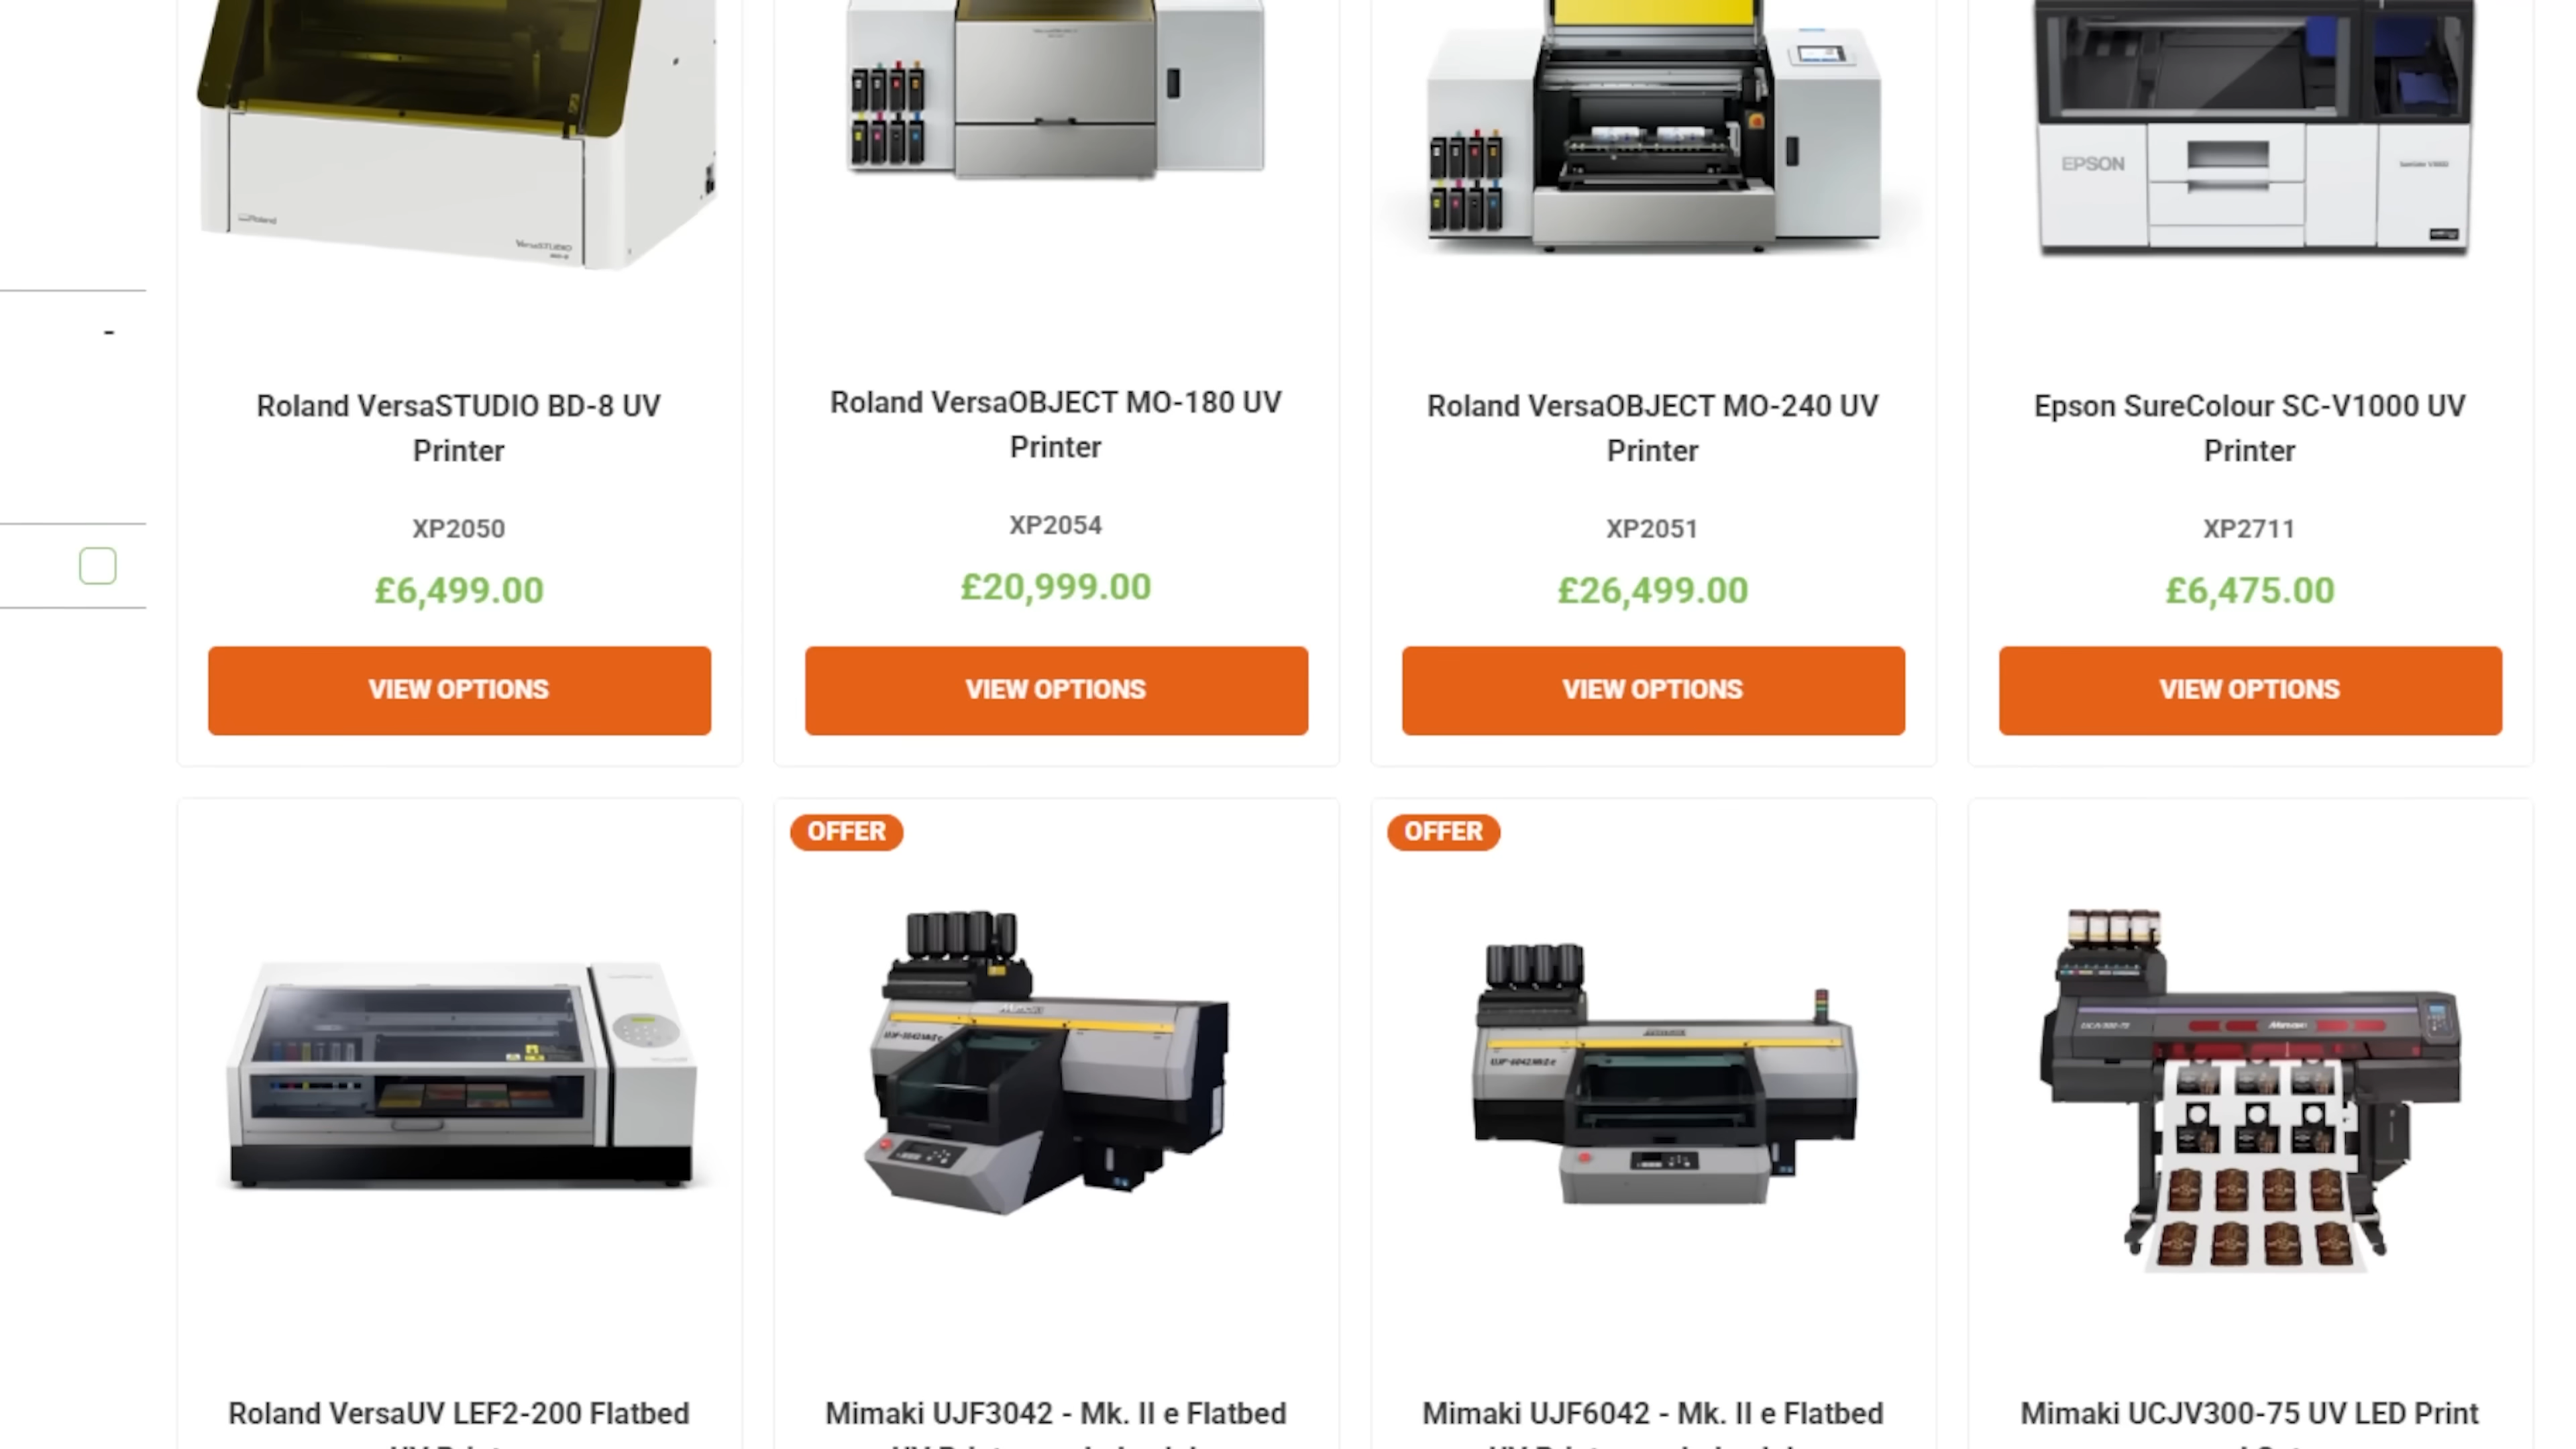 Roland
VersaSTUDIO
EPSON
-
Roland VersaSTUDIO BD-8 UV
Printer
XP2050
£6,499.00
VIEW OPTIONS
Roland VersaOBJECT MO-180 UV
Printer
XP2054
£20,999.00
VIEW OPTIONS
Roland VersaOBJECT MO-240 UV
Printer
XP2051
£26,499.00
VIEW OPTIONS
Epson SureColour SC-V1000 UV
Printer
XP2711
£6,475.00
VIEW OPTIONS
Roland VersaUV LEF2-200 Flatbed
OFFER
Mimaki UJF3042 - Mk. II e Flatbed
OFFER
Mimaki UJF6042 - Mk. II e Flatbed
Mimaki
Mimaki UCJV300-75 UV LED Print